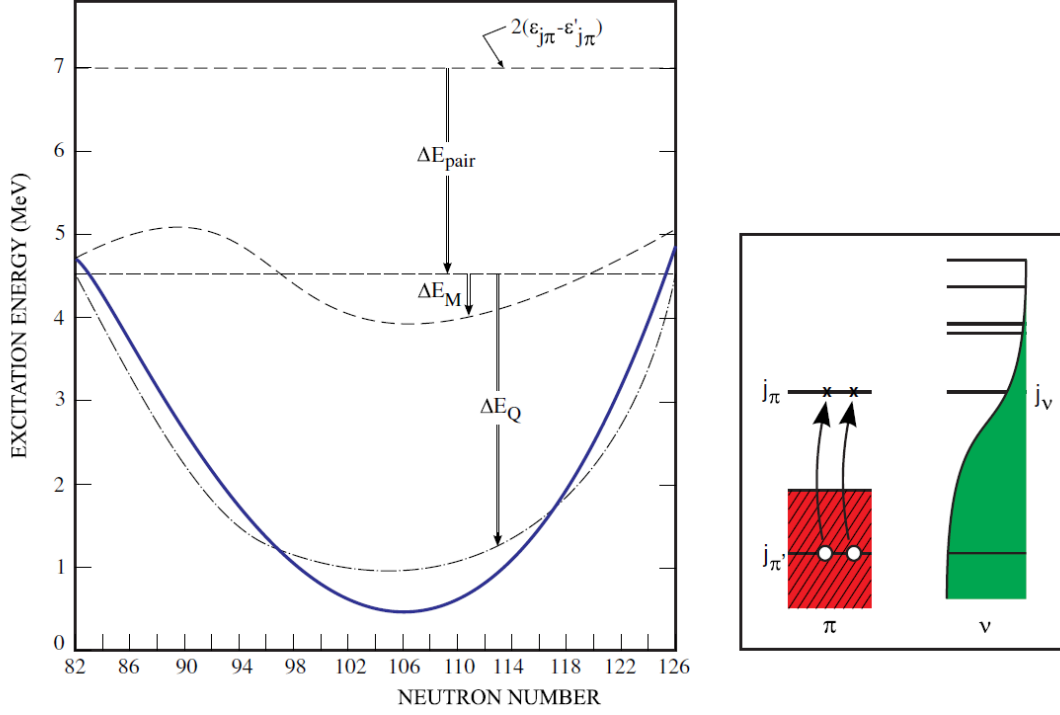 2(εjπ-ε'jπ)
7
6
5
4
3
2
1
0
EXCITATION ENERGY (MeV)
ΔEpair
ΔEM
ΔEQ
82 86 90 94 98 102 106 110 114 118 122 126
NEUTRON NUMBER
jπ
x x
jν
jπ'
π ν